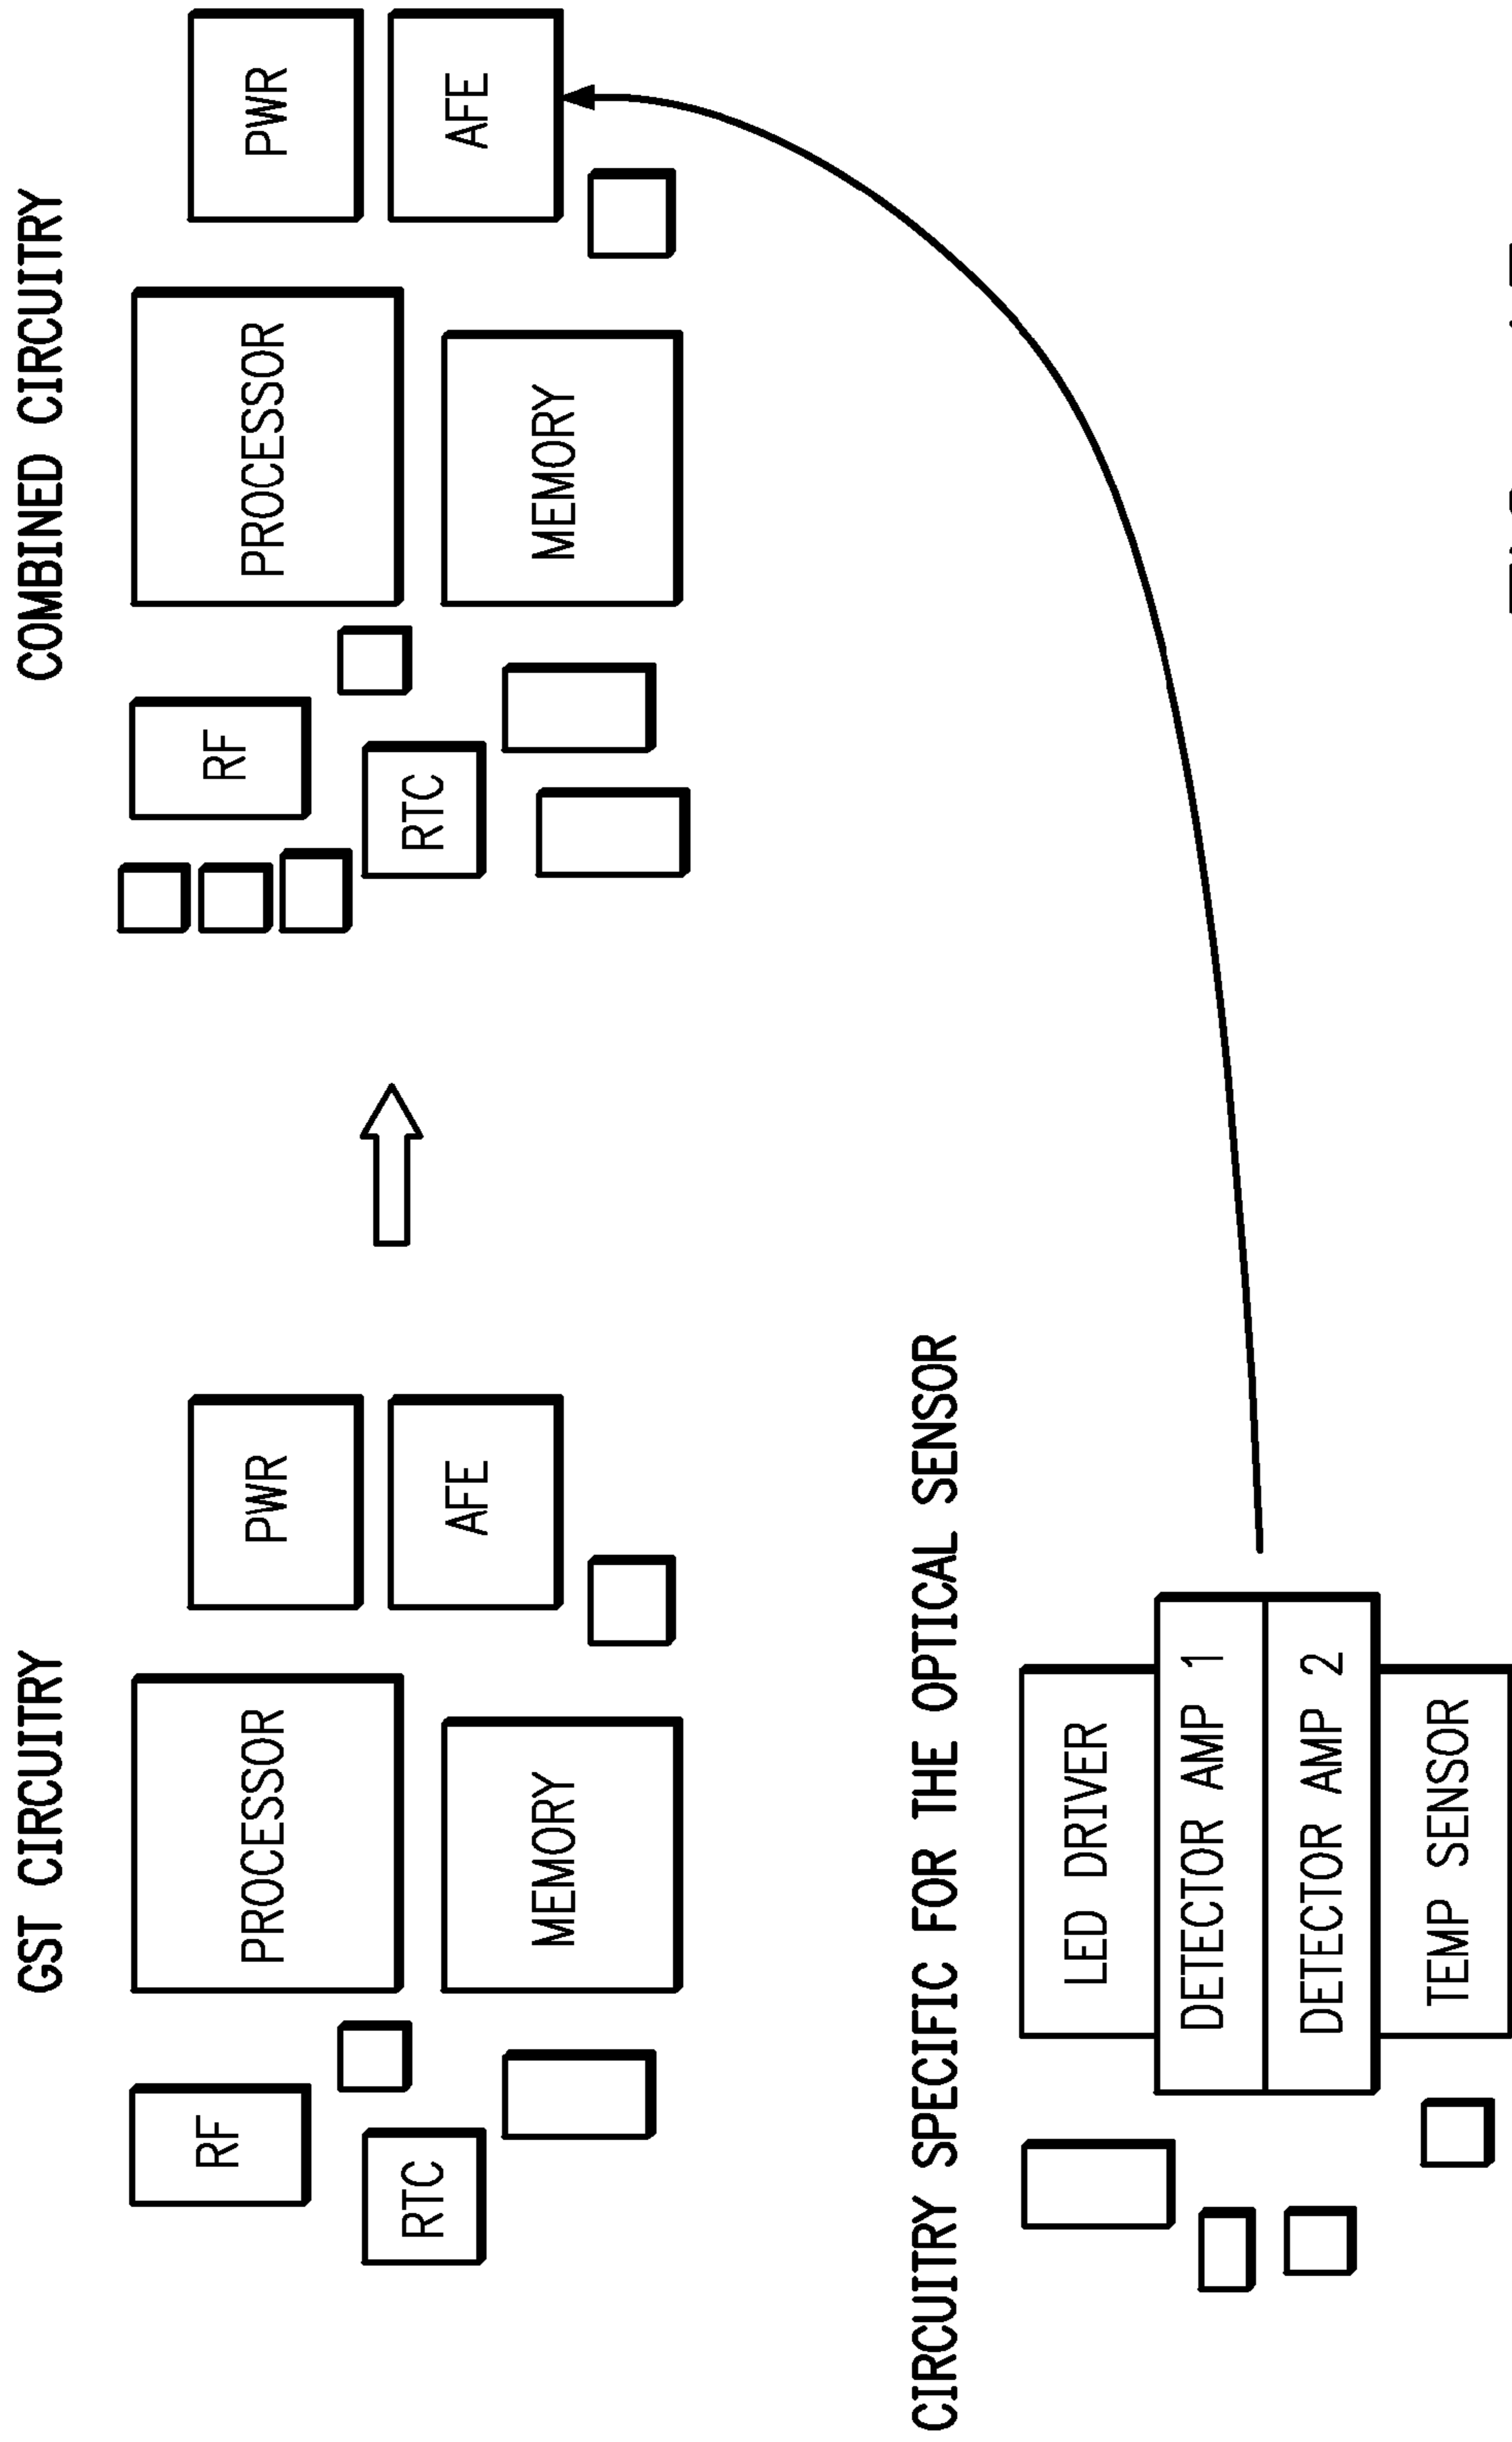 GST CIRCUITRY
RF
PROCESSOR
PWR
RTC
AFE
MEMORY
COMBINED CIRCUITRY
RF
PROCESSOR
PWR
RTC
AFE
MEMORY
CIRCUITRY SPECIFIC FOR THE OPTICAL SENSOR
LED DRIVER
DETECTOR AMP 1
DETECTOR AMP 2
TEMP SENSOR